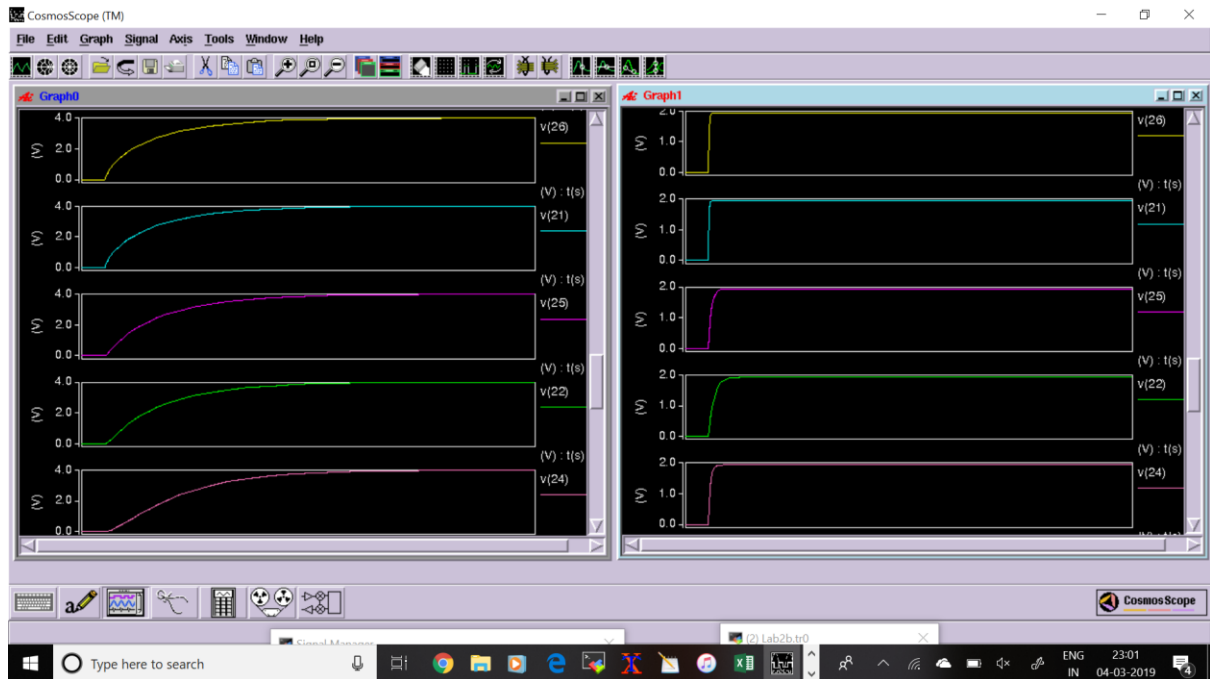 CosmosScope (TM)
File Edit Graph Signal Axis Tools Window Help
Graph0
4.0
2.0
0.0
(V)
v(26)
(V) : t(s)
4.0
2.0
0.0
(V)
v(21)
(V) : t(s)
4.0
2.0
0.0
(V)
v(25)
(V) : t(s)
4.0
2.0
0.0
(V)
v(22)
(V) : t(s)
4.0
2.0
0.0
(V)
v(24)
Graph1
2.0
1.0
0.0
(V)
v(26)
(V) : t(s)
2.0
1.0
0.0
(V)
v(21)
(V) : t(s)
2.0
1.0
0.0
(V)
v(25)
(V) : t(s)
2.0
1.0
0.0
(V)
v(22)
(V) : t(s)
2.0
1.0
0.0
(V)
v(24)
a
CosmosScope
Signal Manager
(2) Lab2b.tr0
Type here to search
ENG
IN
23:01
04-03-2019
4